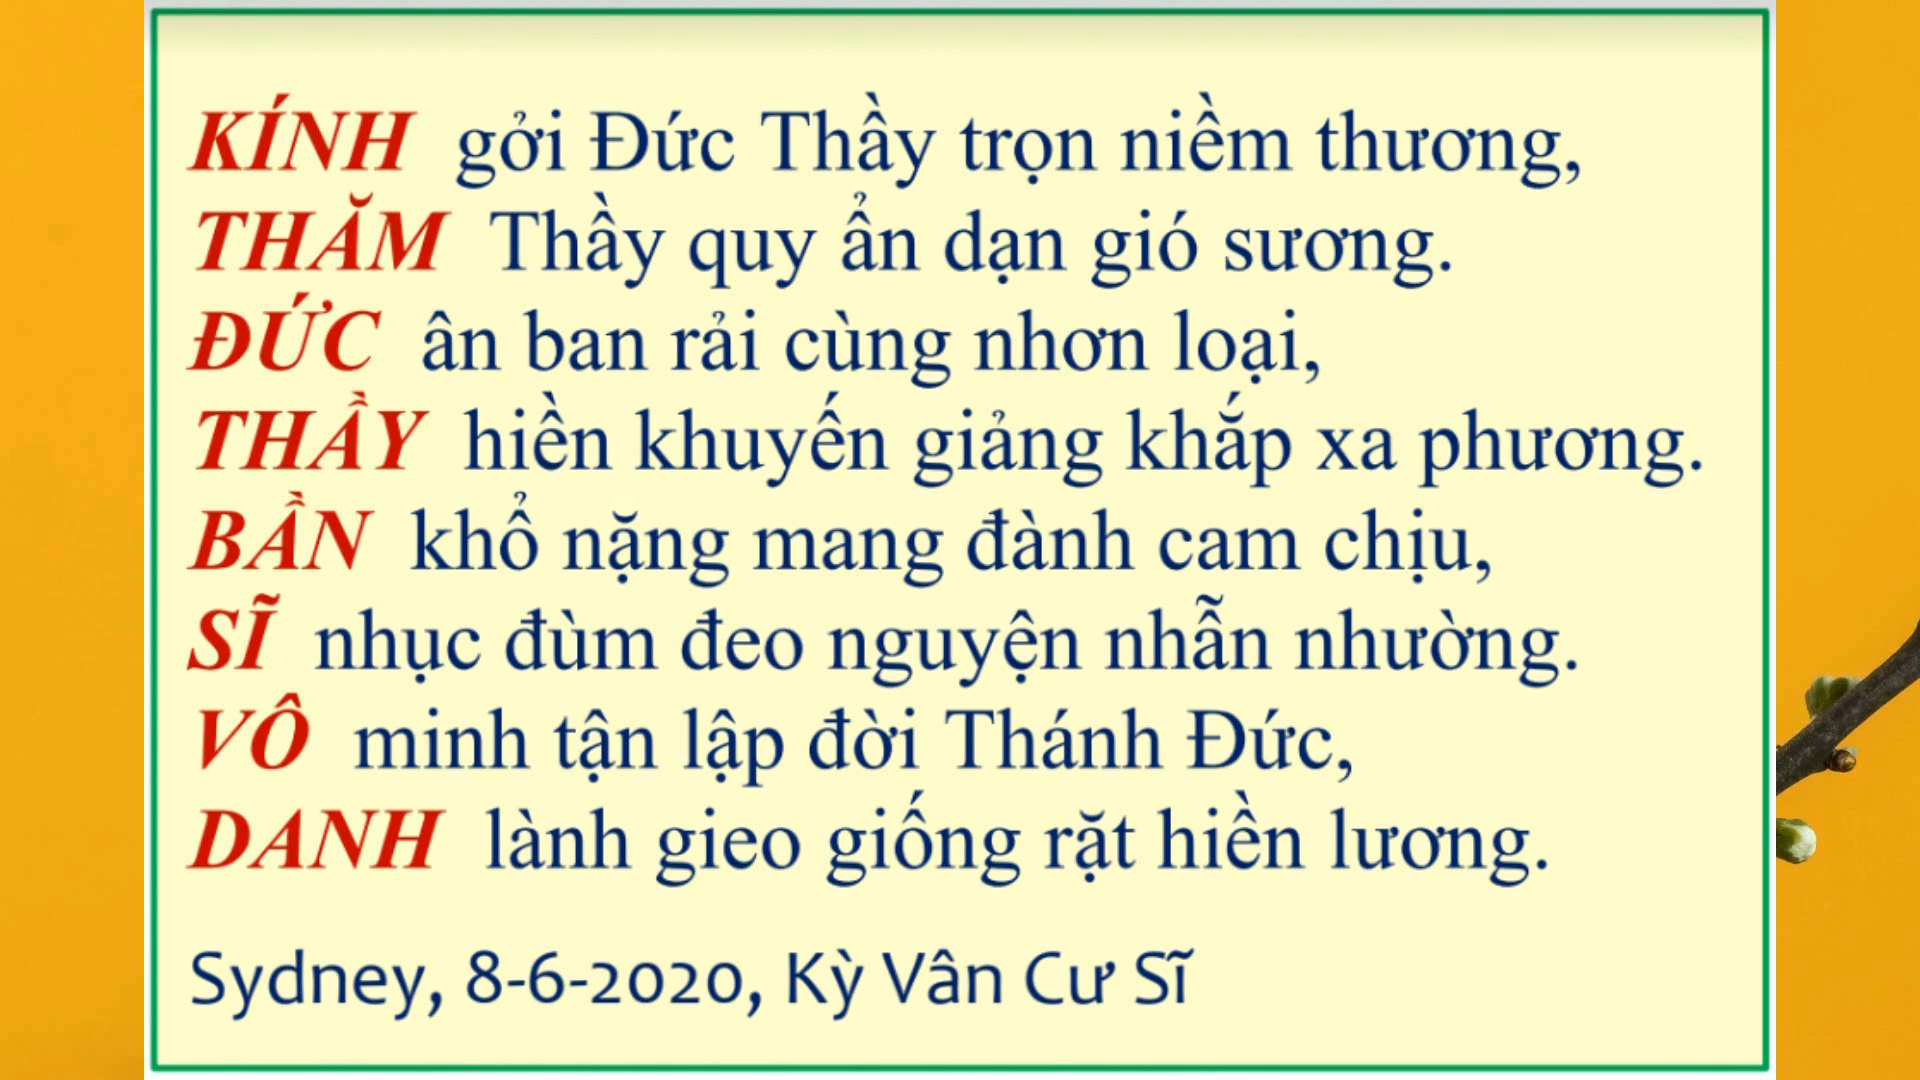 KÍNH gởi Đức Thầy trọn niềm thương,
THĂM Thầy quy ẩn dạn gió sương.
ĐỨC ân ban rải cùng nhơn loại,
THẦY hiền khuyến giảng khắp xa phương.
BẦN khổ nặng mang đành cam chịu,
SĨ nhục đùm đeo nguyện nhẫn nhường.
VÔ minh tận lập đời Thánh Đức,
DANH lành gieo giống rặt hiền lương.
Sydney, 8-6-2020, Kỳ Vân Cư Sĩ